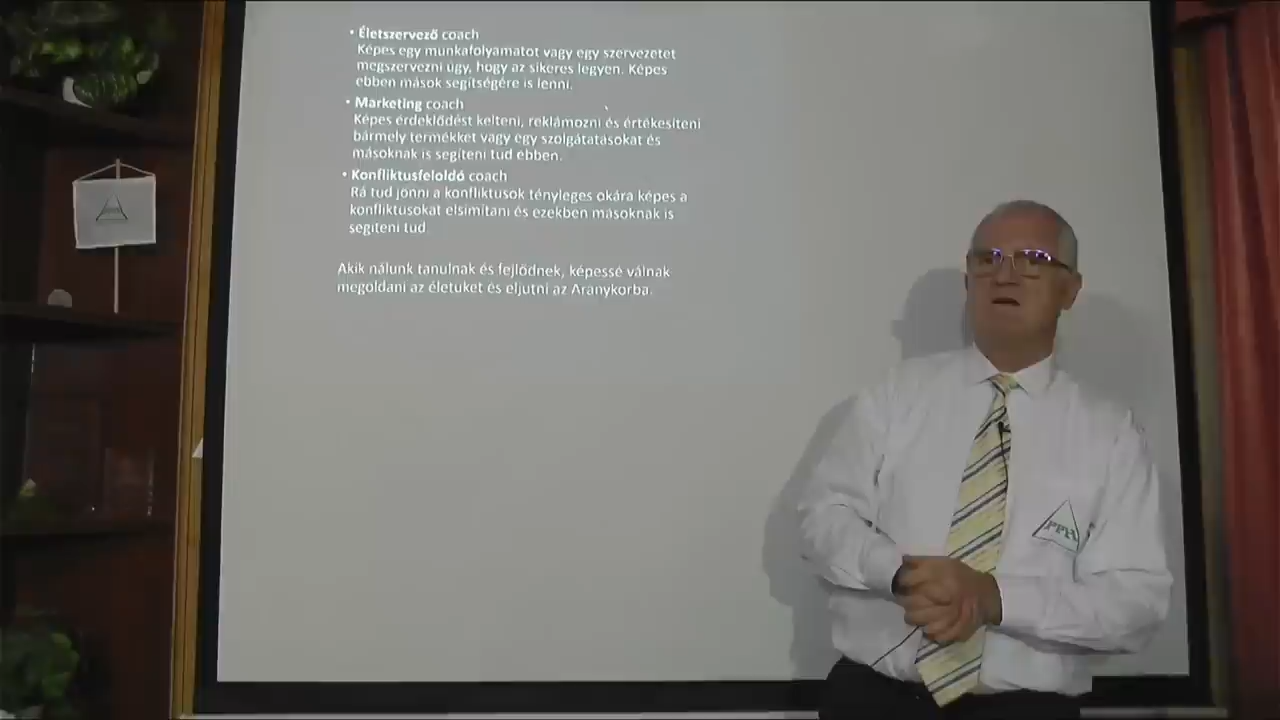 • Életszervező coach
Képes egy munkafolyamatot vagy egy szervezetet
megszervezni úgy, hogy az sikeres legyen. Képes
ebben mások segítségére is lenni.
• Marketing coach
Képes érdeklődést kelteni, reklámozni és értékesíteni
bármely termékket vagy egy szolgátatásokat és
másoknak is segíteni tud ebben.
• Konfliktusfeloldó coach
Rá tud jönni a konfliktusok tényleges okára képes a
konfliktusokat elsimítani és ezekben másoknak is
segíteni tud
Akik nálunk tanulnak és fejlődnek, képessé válnak
megoldani az életüket és eljutni az Aranykorba.